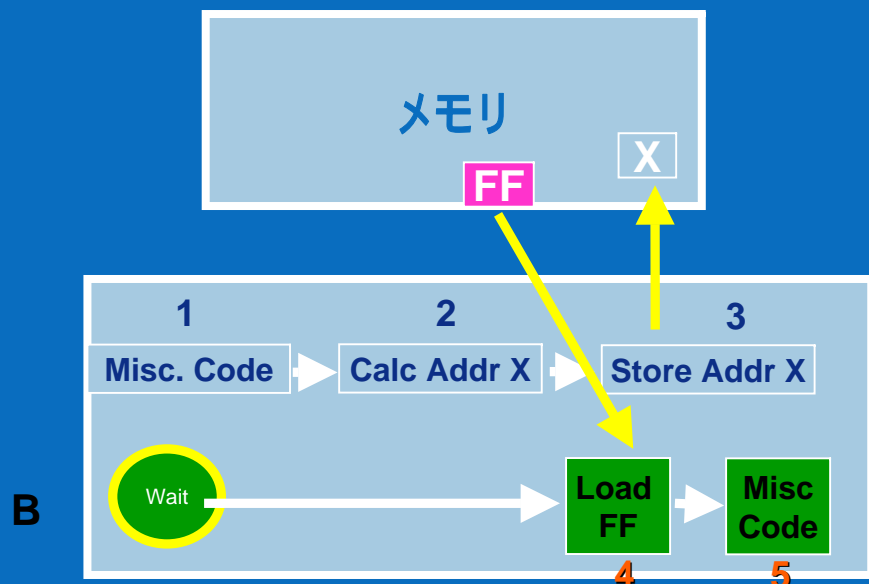 メモリ
X
FF
1 2 3
Misc. Code Calc Addr X Store Addr X
B
Wait
Load
FF
Misc
Code
4 5